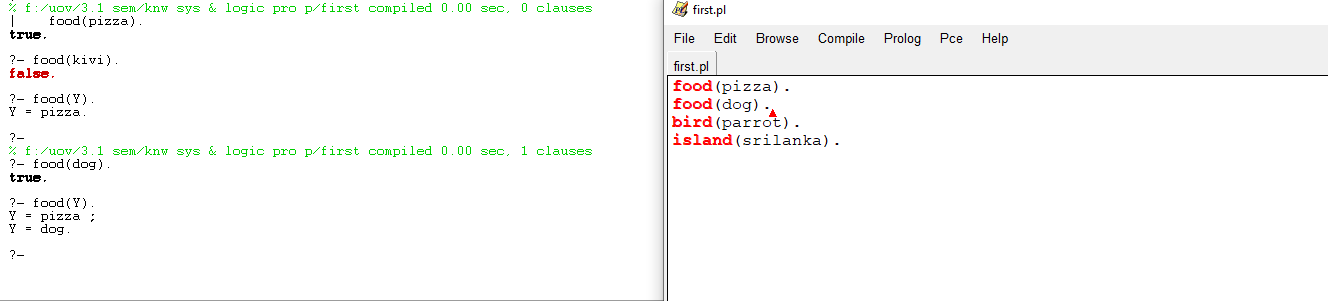 % f:/uov/3.1 sem/knw sys & logic pro p/first compiled 0.00 sec, 0 clauses
|    food(pizza).
true.
?- food(kivi).
false.
?- food(Y).
Y = pizza.
?-
% f:/uov/3.1 sem/knw sys & logic pro p/first compiled 0.00 sec, 1 clauses
?- food(dog).
true.
?- food(Y).
Y = pizza ;
Y = dog.
?-
first.pl
File Edit Browse Compile Prolog Pce Help
first.pl
food(pizza).
food(dog).
bird(parrot).
island(srilanka).